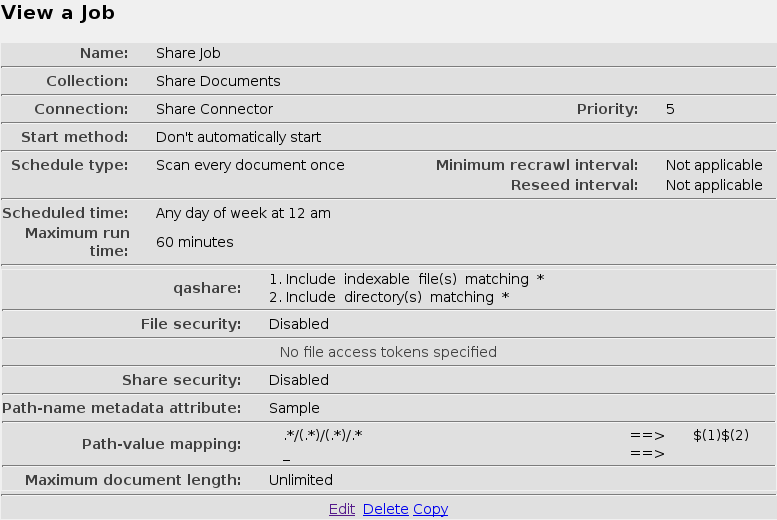 View a Job
Name: Share Job
Collection: Share Documents
Connection: Share Connector Priority: 5
Start method: Don't automatically start
Schedule type: Scan every document once Minimum recrawl interval: Not applicable
Reseed interval: Not applicable
Scheduled time: Any day of week at 12 am
Maximum run
time: 60 minutes
qashare: 1. Include indexable file(s) matching *
2. Include directory(s) matching *
File security: Disabled
No file access tokens specified
Share security: Disabled
Path-name metadata attribute: Sample
Path-value mapping: .*/(.*)/(.*)/.* ==> $(1)$(2)
_ ==>
Maximum document length: Unlimited
Edit Delete Copy